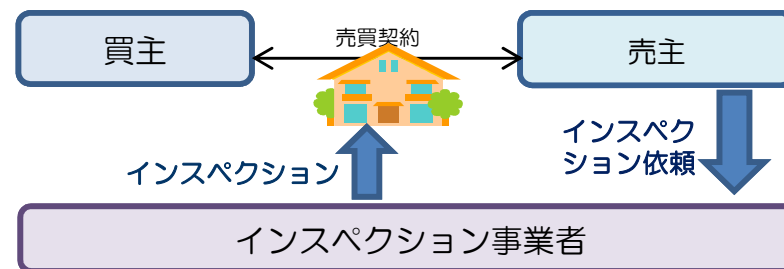 買主
売買契約
売主
インスペクション
インスペク
ション依頼
インスペクション事業者